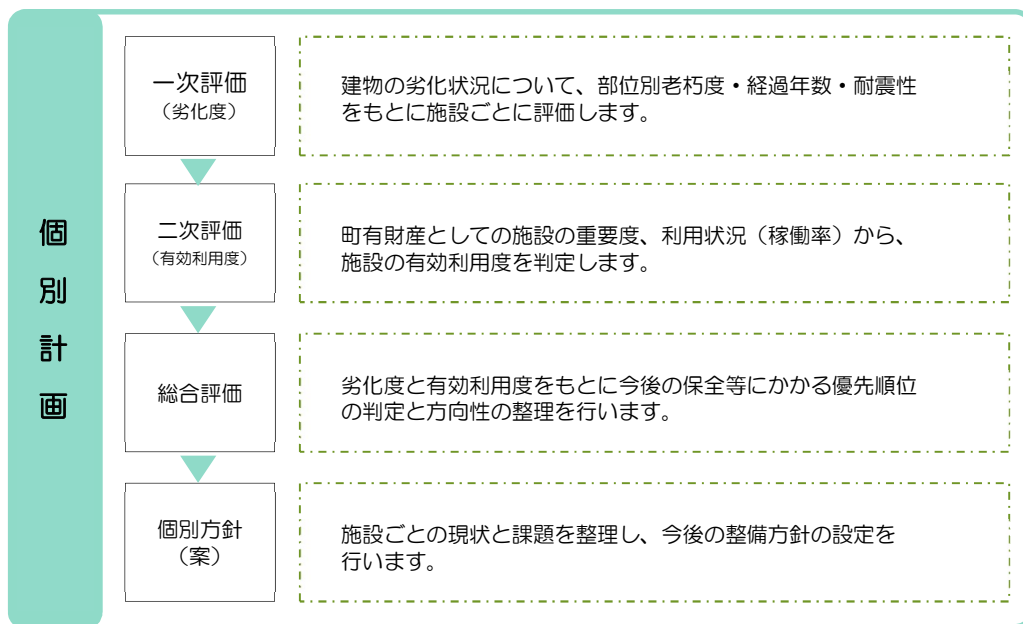 個別計画
一次評価
（劣化度）
建物の劣化状況について、部位別老朽度・経過年数・耐震性
をもとに施設ごとに評価します。
二次評価
（有効利用度）
町有財産としての施設の重要度、利用状況（稼働率）から、
施設の有効利用度を判定します。
総合評価
劣化度と有効利用度をもとに今後の保全等にかかる優先順位
の判定と方向性の整理を行います。
個別方針
（案）
施設ごとの現状と課題を整理し、今後の整備方針の設定を
行います。